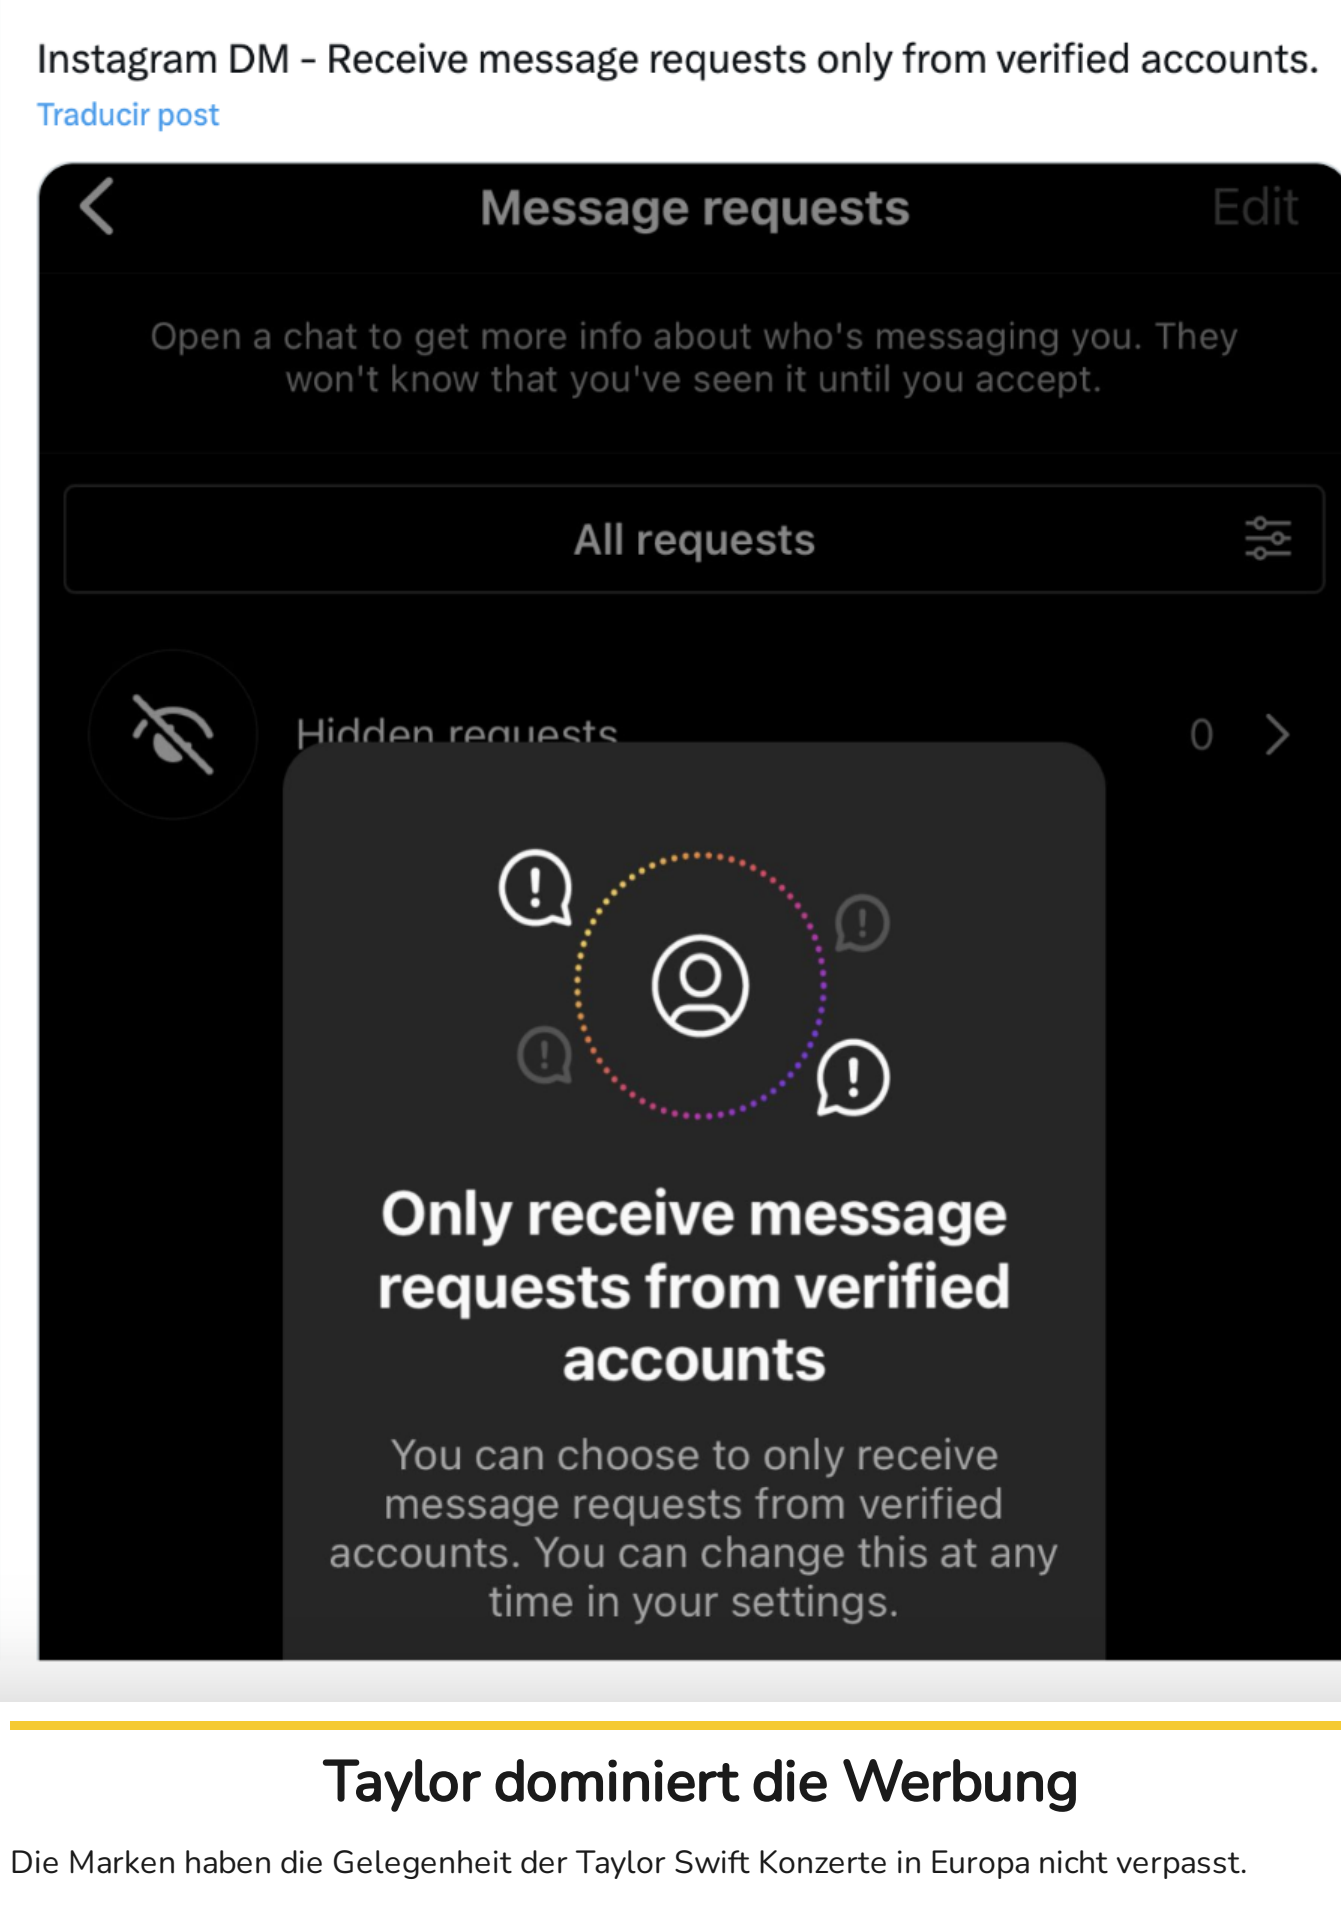 Instagram DM - Receive message requests only from verified accounts.
Traducir post
Message requests
Edit
Open a chat to get more info about who's messaging you. They
won't know that you've seen it until you accept.
All requests
Hidden requests
0
Only receive message
requests from verified
accounts
You can choose to only receive
message requests from verified
accounts. You can change this at any
time in your settings.
Taylor dominiert die Werbung
Die Marken haben die Gelegenheit der Taylor Swift Konzerte in Europa nicht verpasst.